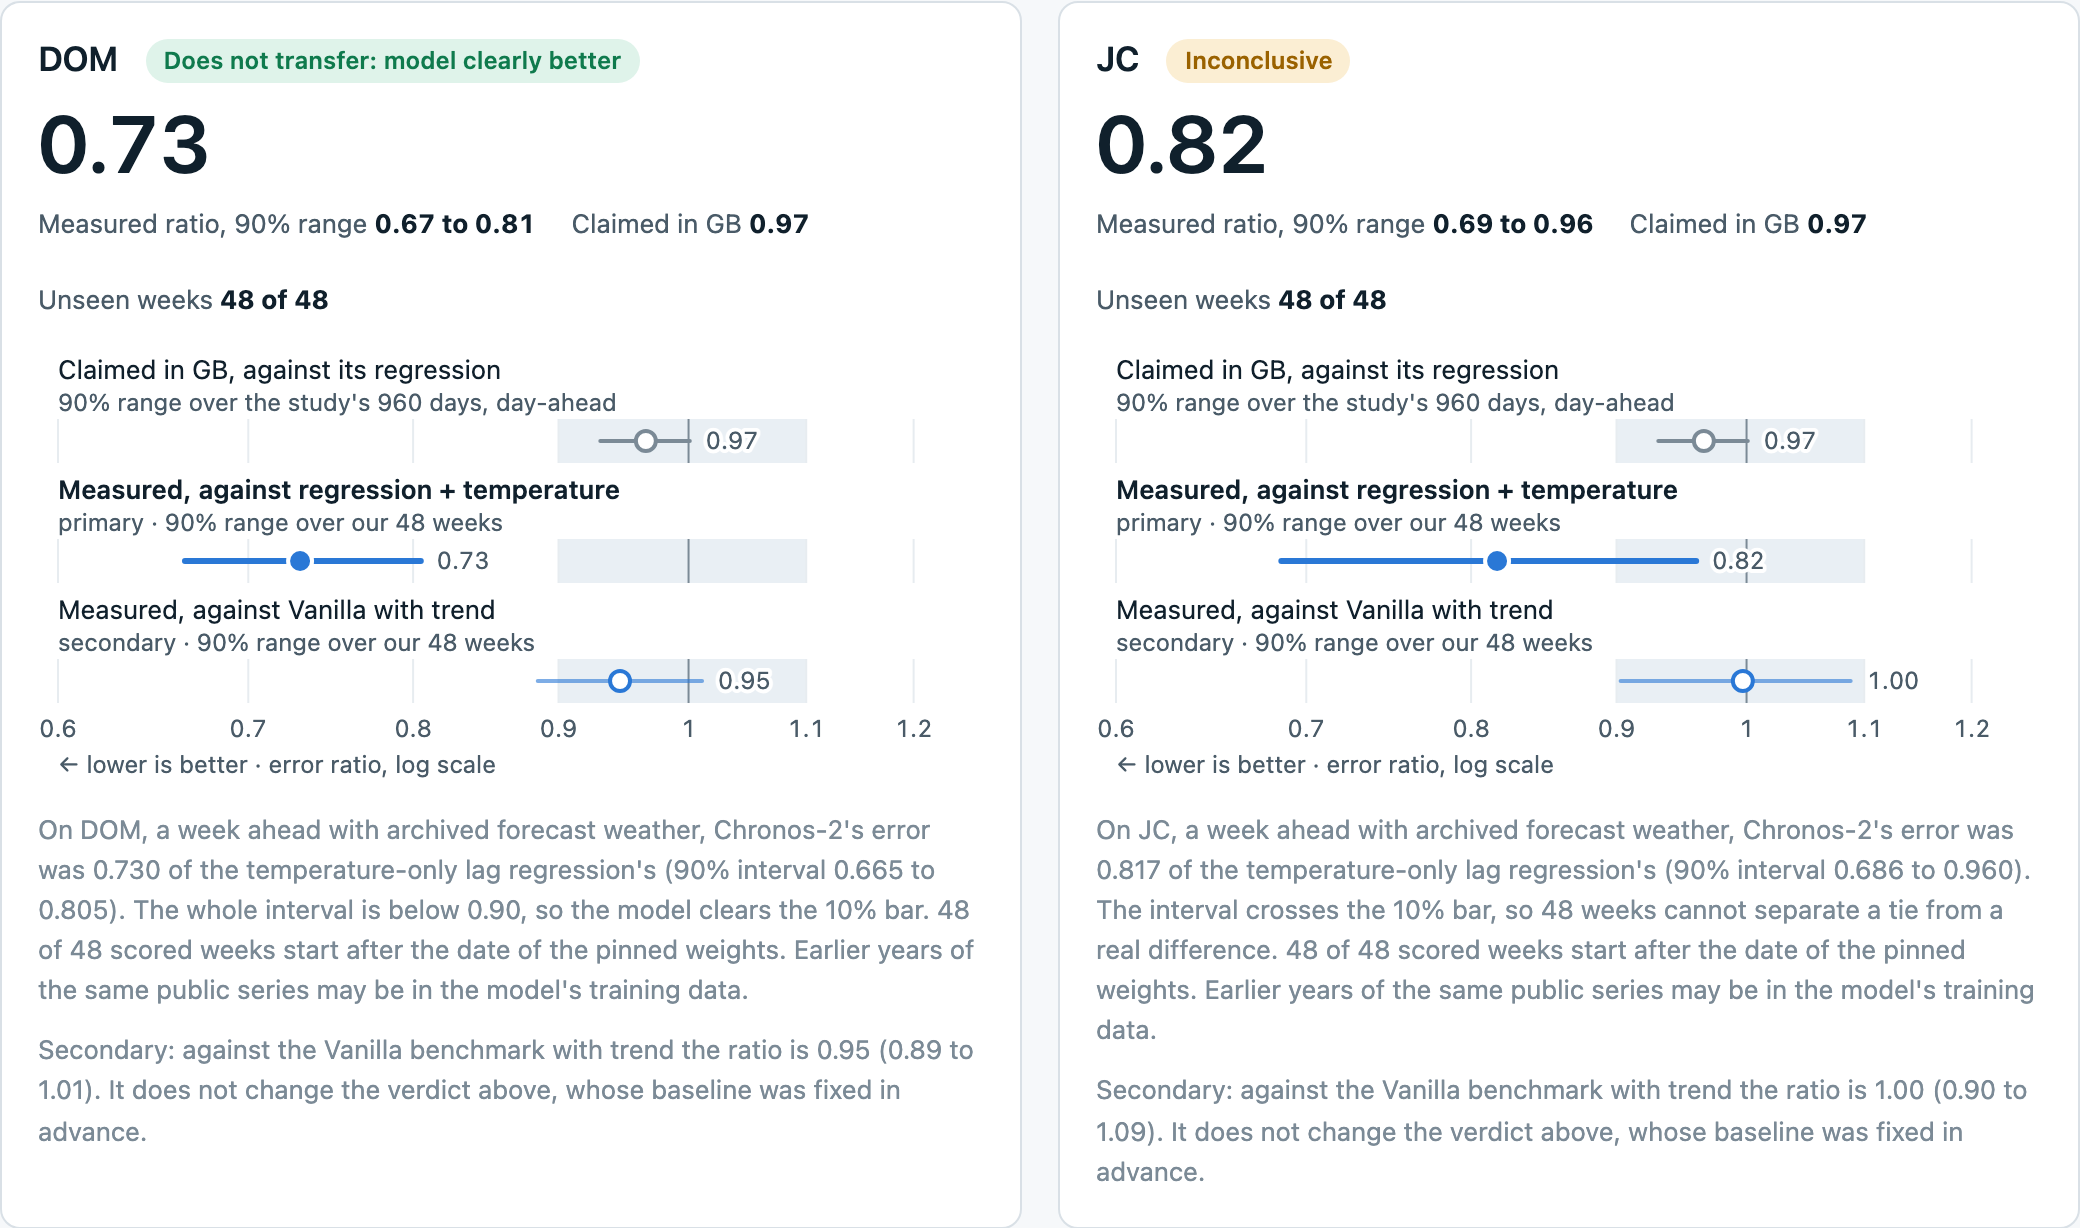 DOM Does not transfer: model clearly better
0.73
Measured ratio, 90% range 0.67 to 0.81 Claimed in GB 0.97
Unseen weeks 48 of 48
Claimed in GB, against its regression
90% range over the study's 960 days, day-ahead
0.97
Measured, against regression + temperature
primary · 90% range over our 48 weeks
0.73
Measured, against Vanilla with trend
secondary · 90% range over our 48 weeks
0.95
0.6 0.7 0.8 0.9 1 1.1 1.2
← lower is better · error ratio, log scale
On DOM, a week ahead with archived forecast weather, Chronos-2's error
was 0.730 of the temperature-only lag regression's (90% interval 0.665 to
0.805). The whole interval is below 0.90, so the model clears the 10% bar. 48
of 48 scored weeks start after the date of the pinned weights. Earlier years of
the same public series may be in the model's training data.
Secondary: against the Vanilla benchmark with trend the ratio is 0.95 (0.89 to
1.01). It does not change the verdict above, whose baseline was fixed in
advance.
JC Inconclusive
0.82
Measured ratio, 90% range 0.69 to 0.96 Claimed in GB 0.97
Unseen weeks 48 of 48
Claimed in GB, against its regression
90% range over the study's 960 days, day-ahead
0.97
Measured, against regression + temperature
primary · 90% range over our 48 weeks
0.82
Measured, against Vanilla with trend
secondary · 90% range over our 48 weeks
1.00
0.6 0.7 0.8 0.9 1 1.1 1.2
← lower is better · error ratio, log scale
On JC, a week ahead with archived forecast weather, Chronos-2's error was
0.817 of the temperature-only lag regression's (90% interval 0.686 to 0.960).
The interval crosses the 10% bar, so 48 weeks cannot separate a tie from a
real difference. 48 of 48 scored weeks start after the date of the pinned
weights. Earlier years of the same public series may be in the model's training
data.
Secondary: against the Vanilla benchmark with trend the ratio is 1.00 (0.90 to
1.09). It does not change the verdict above, whose baseline was fixed in
advance.